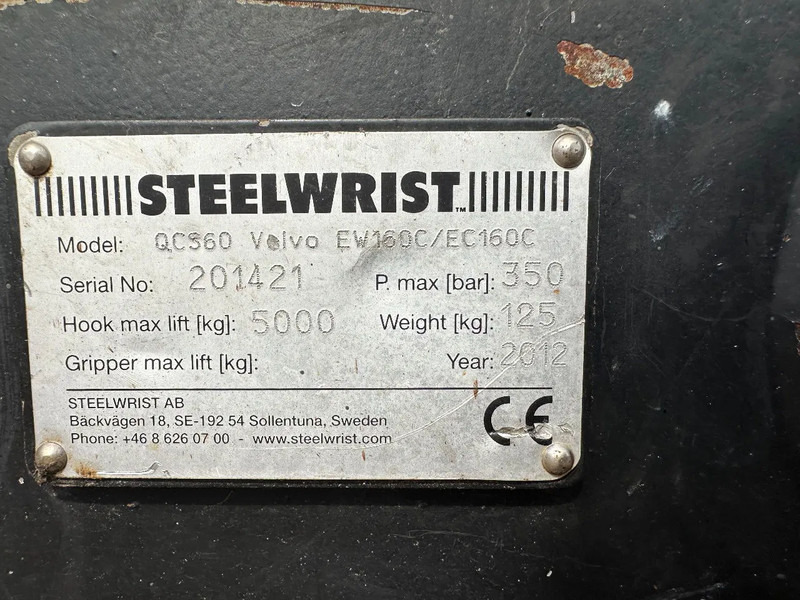 STEELWRIST™
Model: QCS60 Volvo EW160C/EC160C
Serial No: 201421 P. max [bar]: 350
Hook max lift [kg]: 5000 Weight [kg]: 125
Gripper max lift [kg]: Year: 2012
STEELWRIST AB
Bäckvägen 18, SE-192 54 Sollentuna, Sweden
Phone: +46 8 626 07 00 - www.steelwrist.com
CE